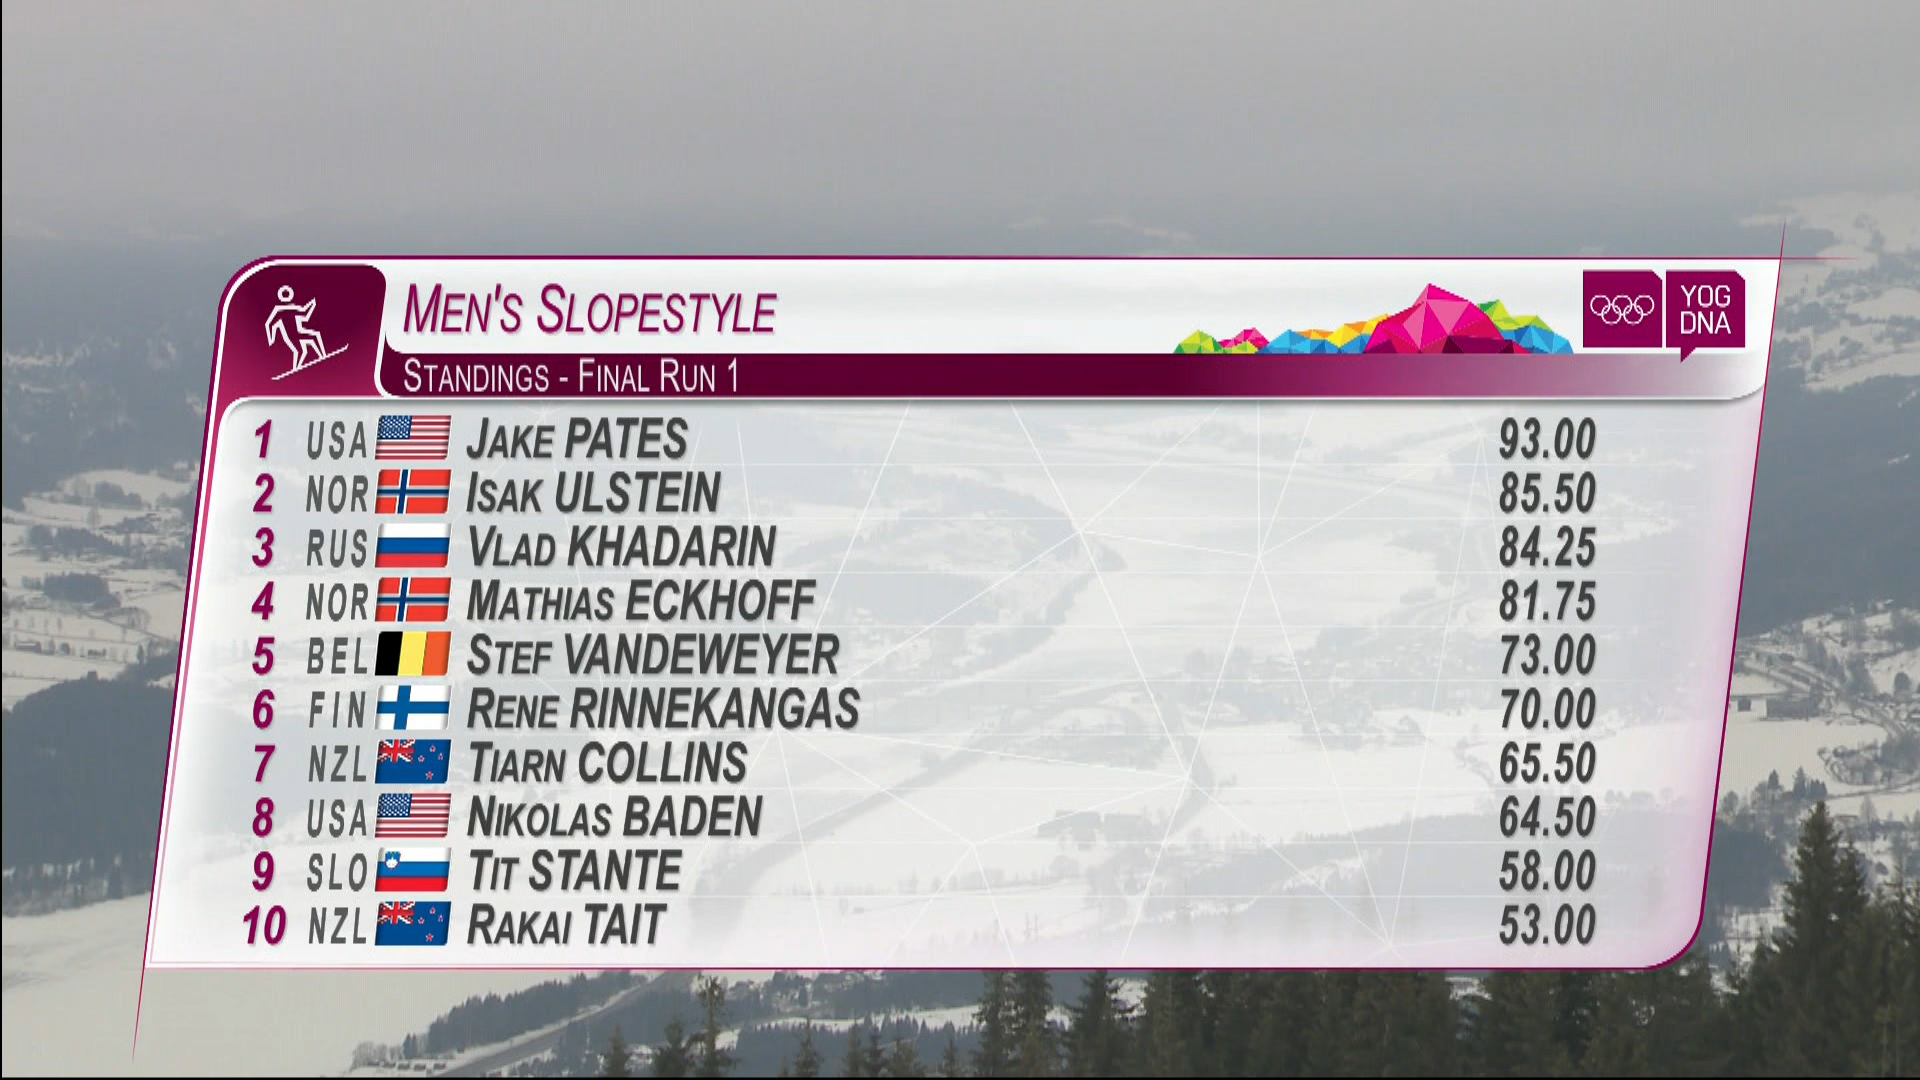 MEN'S SLOPESTYLE
YOG
DNA
STANDINGS - FINAL RUN 1
1 USA JAKE PATES 93.00
2 NOR ISAK ULSTEIN 85.50
3 RUS VLAD KHADARIN 84.25
4 NOR MATHIAS ECKHOFF 81.75
5 BEL STEF VANDEWEYER 73.00
6 FIN RENE RINNEKANGAS 70.00
7 NZL TIARN COLLINS 65.50
8 USA NIKOLAS BADEN 64.50
9 SLO TIT STANTE 58.00
10 NZL RAKAI TAIT 53.00